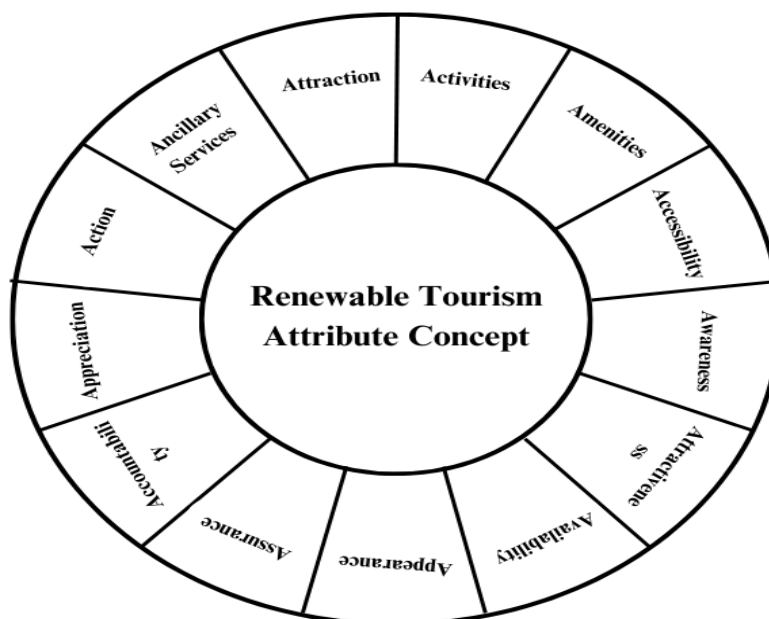 Renewable Tourism
Attribute Concept
Attraction
Activities
Amenities
Accessibility
Awareness
Attractivene
ss
Availability
Appearance
Assurance
Accountabili
ty
Appreciation
Action
Ancillary
Services